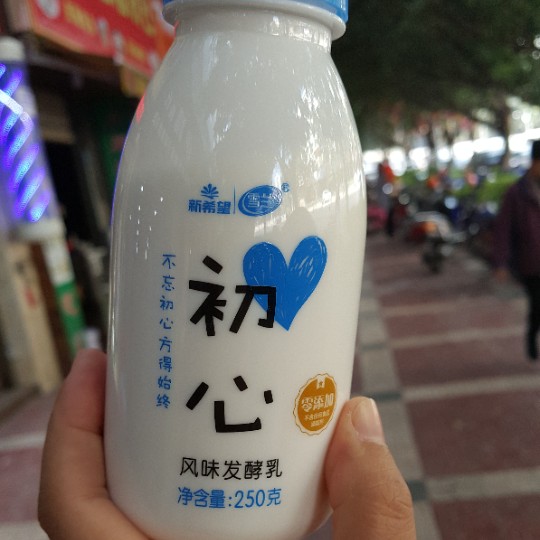 新希望
雪兰
不忘初心方得始终
初
心
零添加
风味发酵乳
净含量:250克